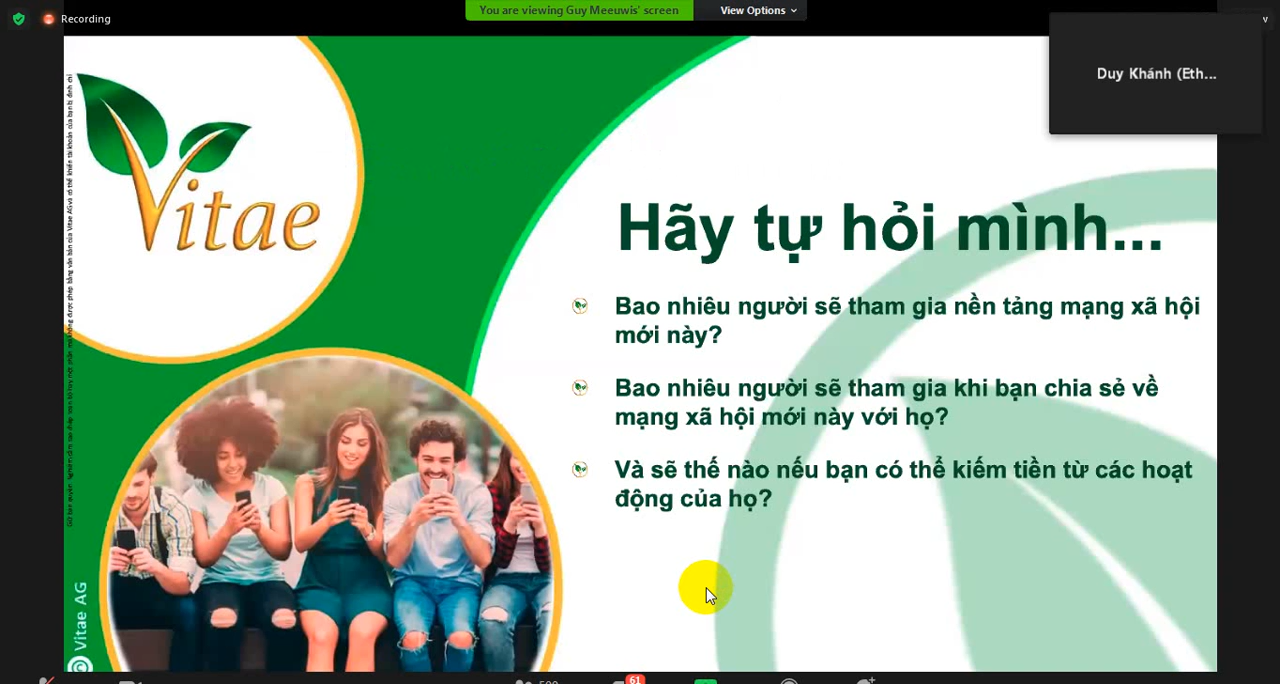 Recording
You are viewing Guy Meeuwis' screen
View Options
Duy Khánh (Eth...
Vitae
Hãy tự hỏi mình...
Bao nhiêu người sẽ tham gia nền tảng mạng xã hội
mới này?
Bao nhiêu người sẽ tham gia khi bạn chia sẻ về
mạng xã hội mới này với họ?
Và sẽ thế nào nếu bạn có thể kiếm tiền từ các hoạt
động của họ?
© Vitae AG
61